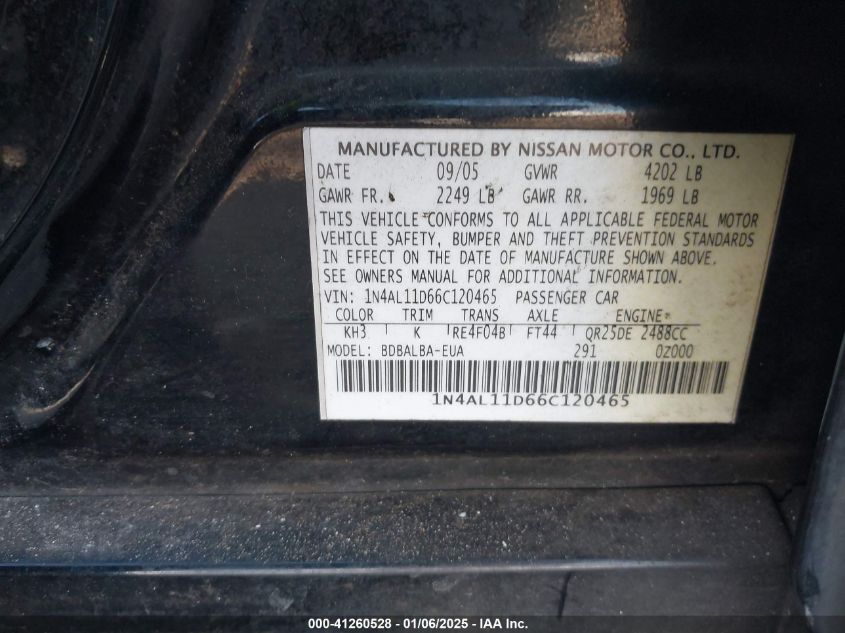 MANUFACTURED BY NISSAN MOTOR CO., LTD.
DATE 09/05 GVWR 4202 LB
GAWR FR. 2249 LB GAWR RR. 1969 LB
THIS VEHICLE CONFORMS TO ALL APPLICABLE FEDERAL MOTOR
VEHICLE SAFETY, BUMPER AND THEFT PREVENTION STANDARDS
IN EFFECT ON THE DATE OF MANUFACTURE SHOWN ABOVE.
SEE OWNERS MANUAL FOR ADDITIONAL INFORMATION.
VIN: 1N4AL11D66C120465 PASSENGER CAR
COLOR TRIM TRANS AXLE ENGINE
KH3 K RE4F04B FT44 QR25DE 2488CC
MODEL: BDBALBA-EUA 291 0Z000
1N4AL11D66C120465
000-41260528 - 01/06/2025 - IAA Inc.